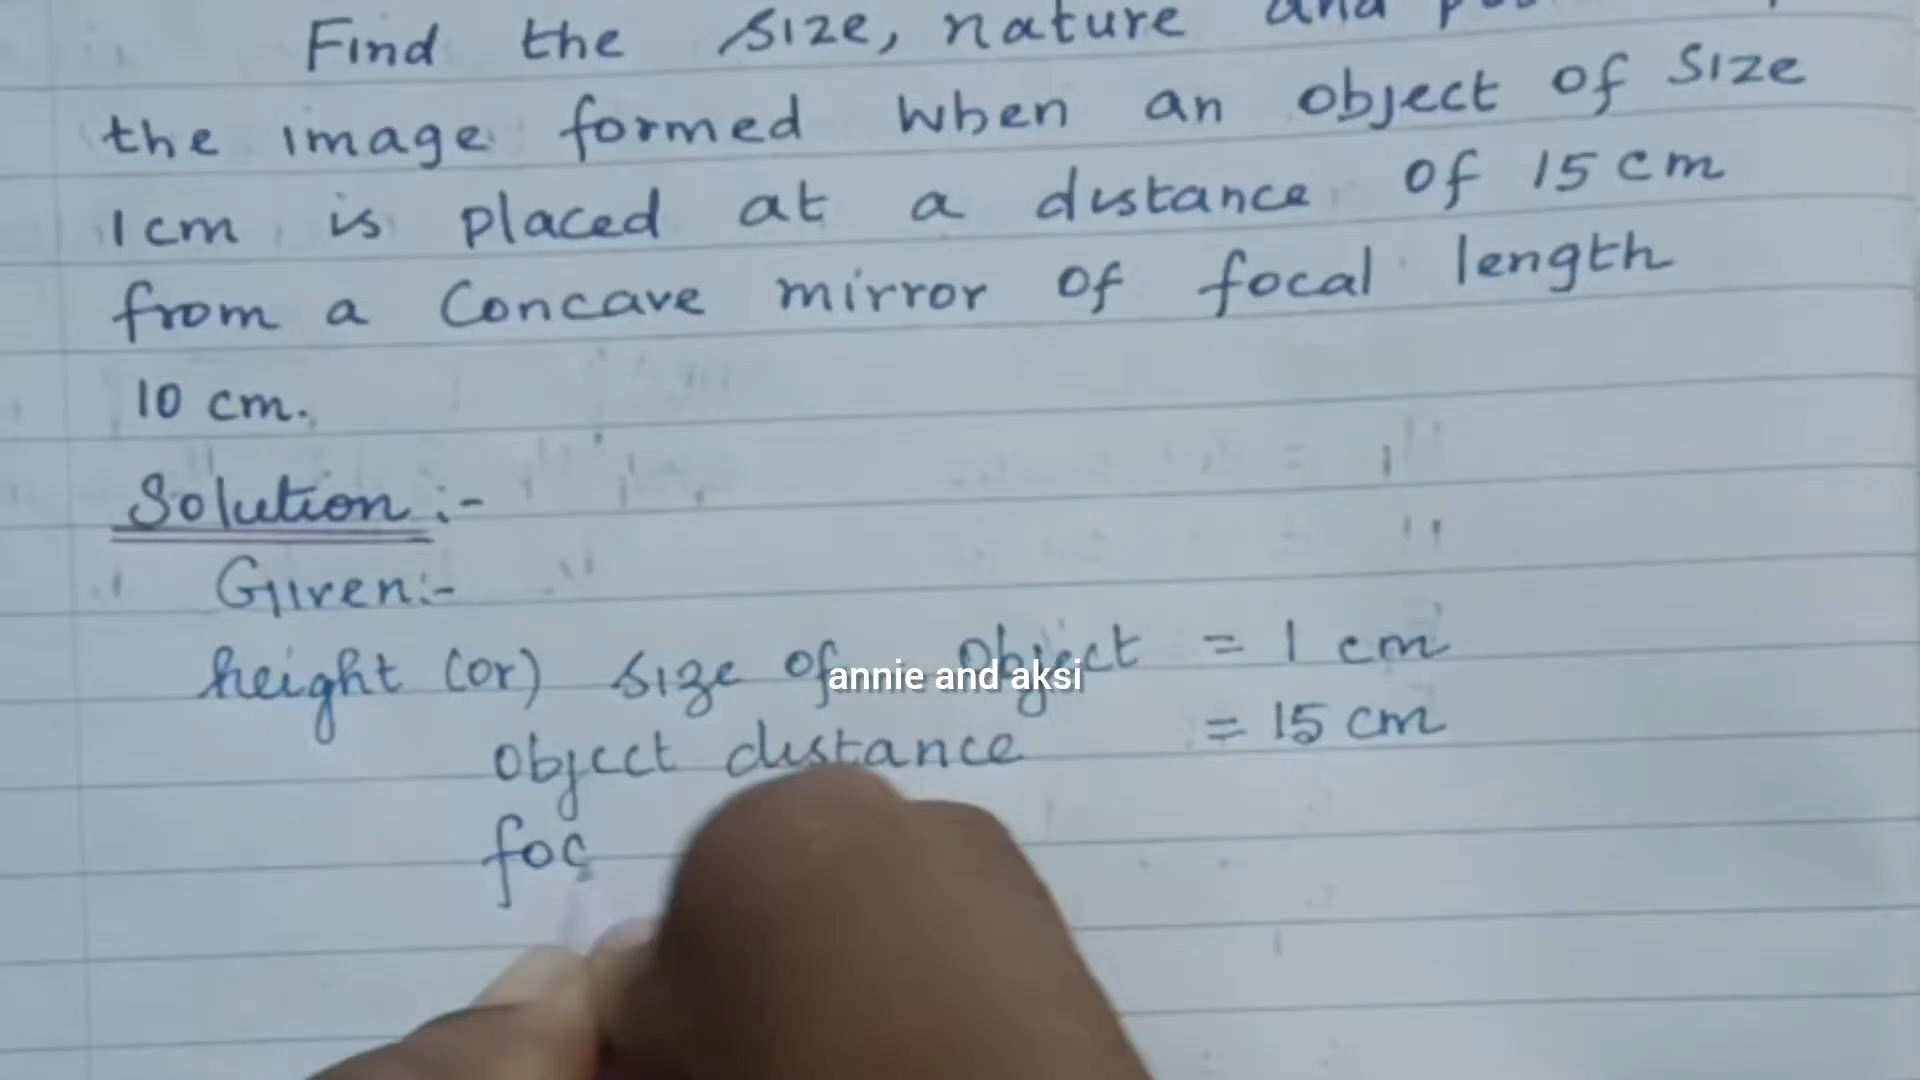 Find the size, nature and
the image formed when an object of size
1cm is placed at a distance of 15 cm
from a concave mirror of focal length
10 cm.
Solution :-
Given:-
height (or) size of object = 1 cm
annie and aksi
object distance = 15 cm
foc